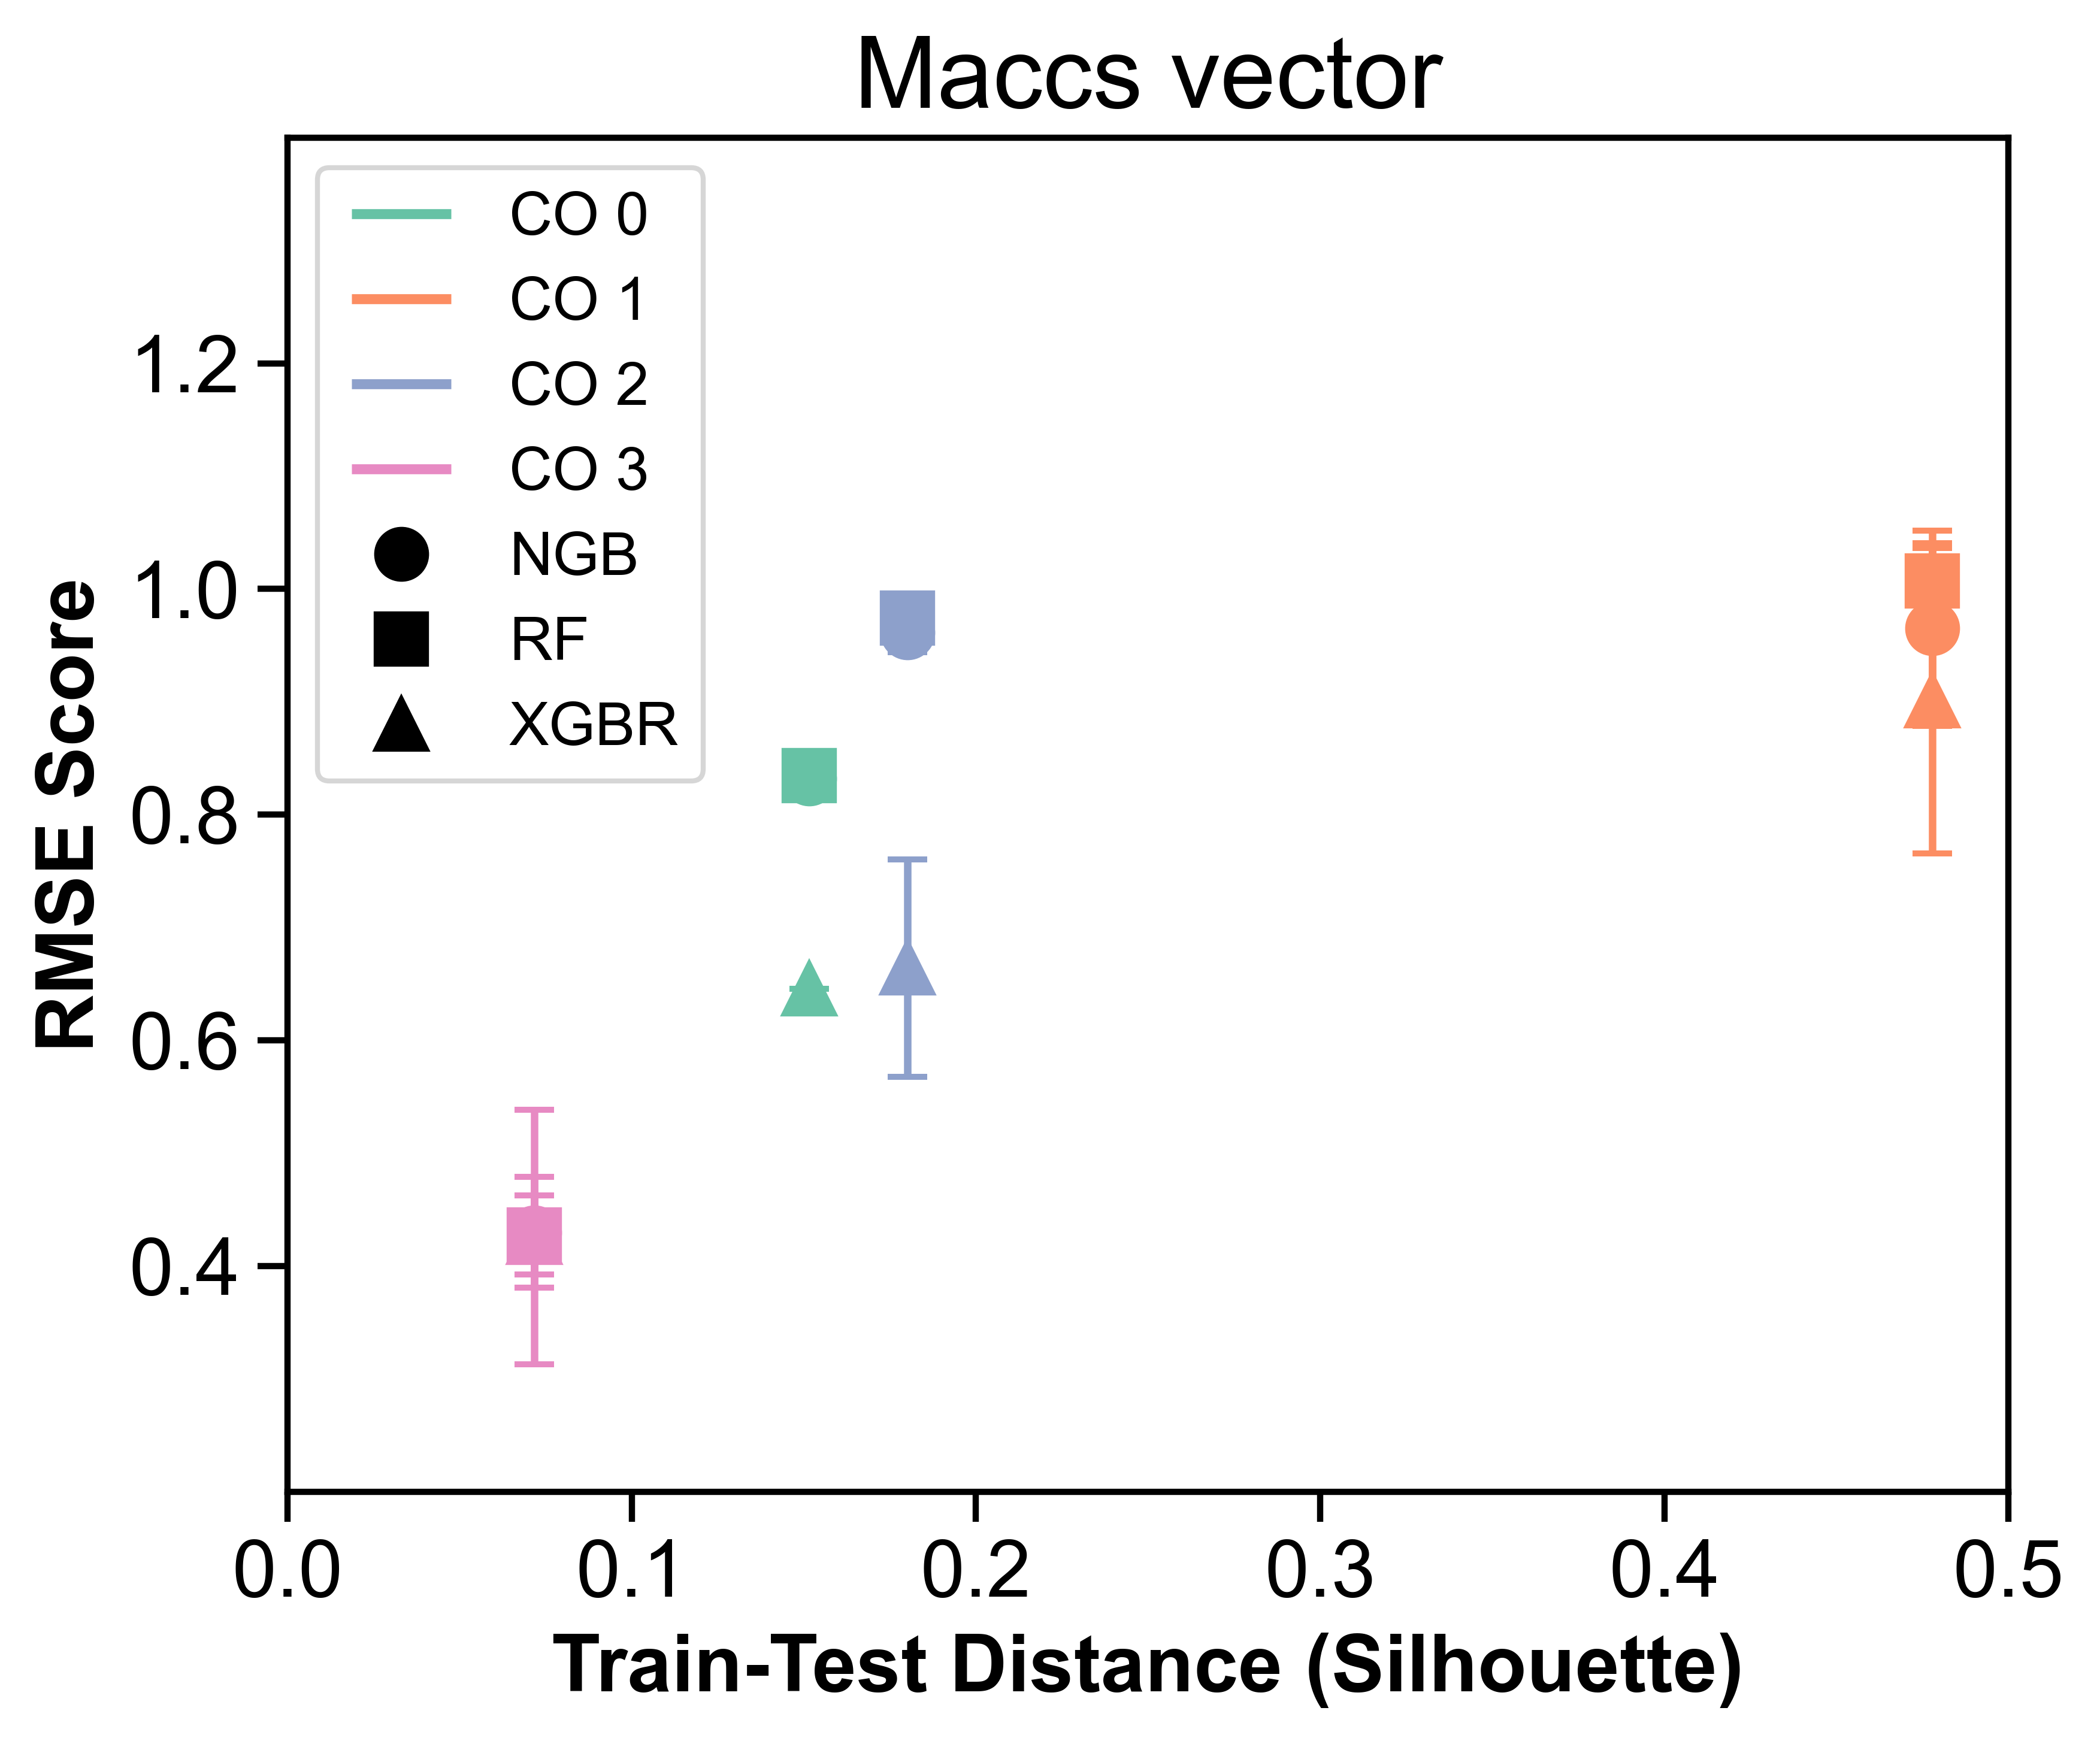 Maccs vector
CO 0
CO 1
CO 2
CO 3
NGB
RF
XGBR
RMSE Score
1.2
1.0
0.8
0.6
0.4
0.0 0.1 0.2 0.3 0.4 0.5
Train-Test Distance (Silhouette)